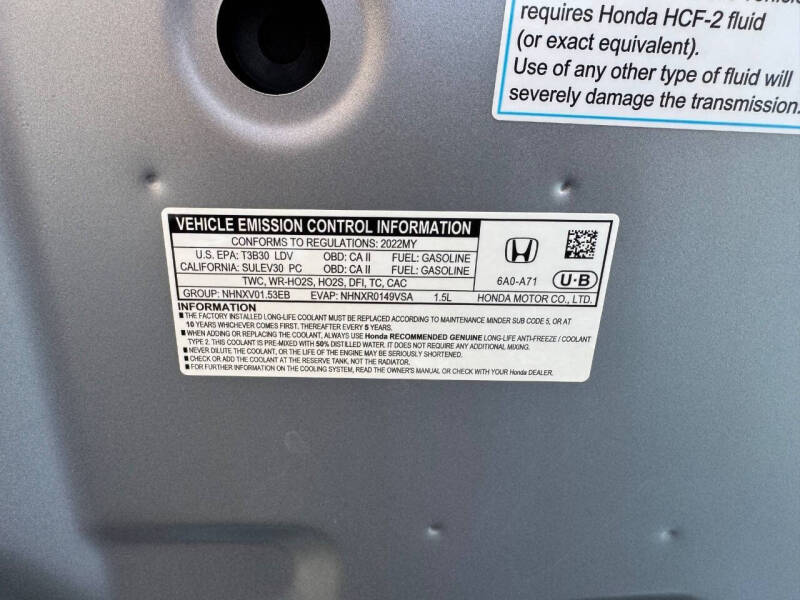 requires Honda HCF-2 fluid
(or exact equivalent).
Use of any other type of fluid will
severely damage the transmission.
VEHICLE EMISSION CONTROL INFORMATION
CONFORMS TO REGULATIONS: 2022MY
U.S. EPA: T3B30 LDV OBD: CA II FUEL: GASOLINE
CALIFORNIA: SULEV30 PC OBD: CA II FUEL: GASOLINE
TWC, WR-HO2S, HO2S, DFI, TC, CAC
GROUP: NHNXV01.53EB EVAP: NHNXR0149VSA 1.5L
6A0-A71 U·B
HONDA MOTOR CO., LTD.
INFORMATION
■ THE FACTORY INSTALLED LONG-LIFE COOLANT MUST BE REPLACED ACCORDING TO MAINTENANCE MINDER SUB CODE 5, OR AT
10 YEARS WHICHEVER COMES FIRST, THEREAFTER EVERY 5 YEARS.
■ WHEN ADDING OR REPLACING THE COOLANT, ALWAYS USE Honda RECOMMENDED GENUINE LONG-LIFE ANTI-FREEZE / COOLANT
TYPE 2. THIS COOLANT IS PRE-MIXED WITH 50% DISTILLED WATER. IT DOES NOT REQUIRE ANY ADDITIONAL MIXING.
■ NEVER DILUTE THE COOLANT, OR THE LIFE OF THE ENGINE MAY BE SERIOUSLY SHORTENED.
■ CHECK OR ADD THE COOLANT AT THE RESERVE TANK, NOT THE RADIATOR.
■ FOR FURTHER INFORMATION ON THE COOLING SYSTEM, READ THE OWNER'S MANUAL OR CHECK WITH YOUR Honda DEALER.